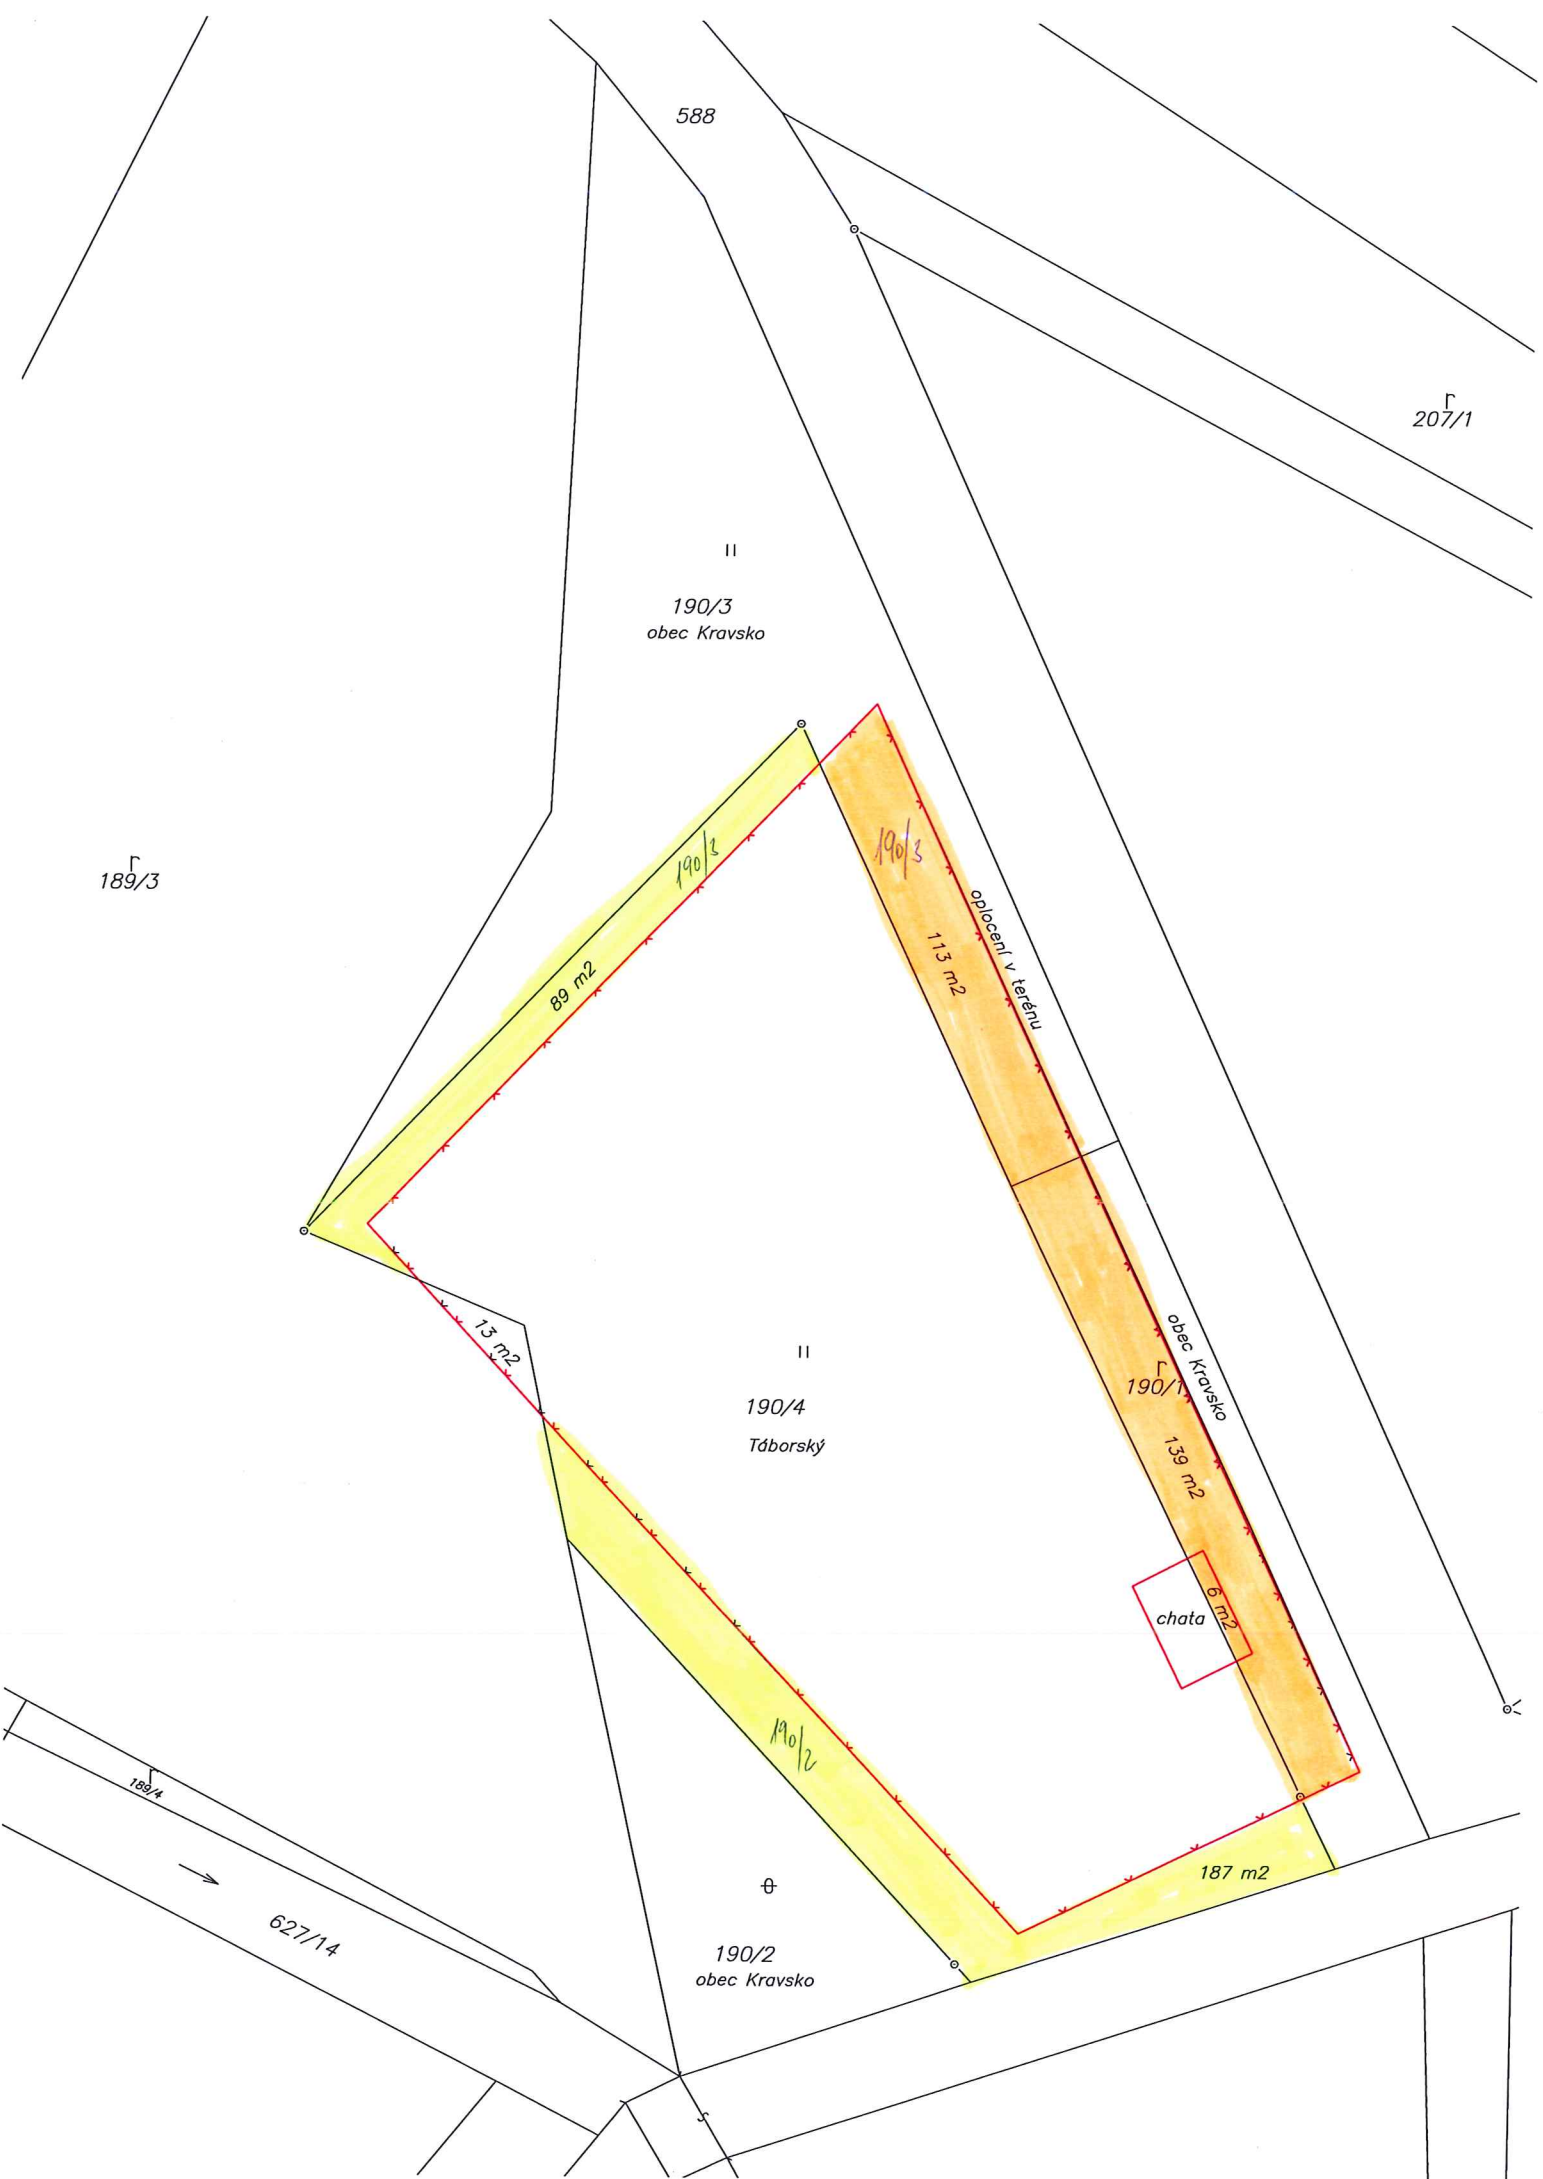 588
r
207/1
II
190/3
obec Kravsko
190/3
190/3
r
189/3
oplocení v terénu
113 m2
89 m2
13 m2
II
190/4
Táborský
obec Kravsko
r
190/1
139 m2
6 m2
chata
190/2
r
189/4
187 m2
627/14
190/2
obec Kravsko